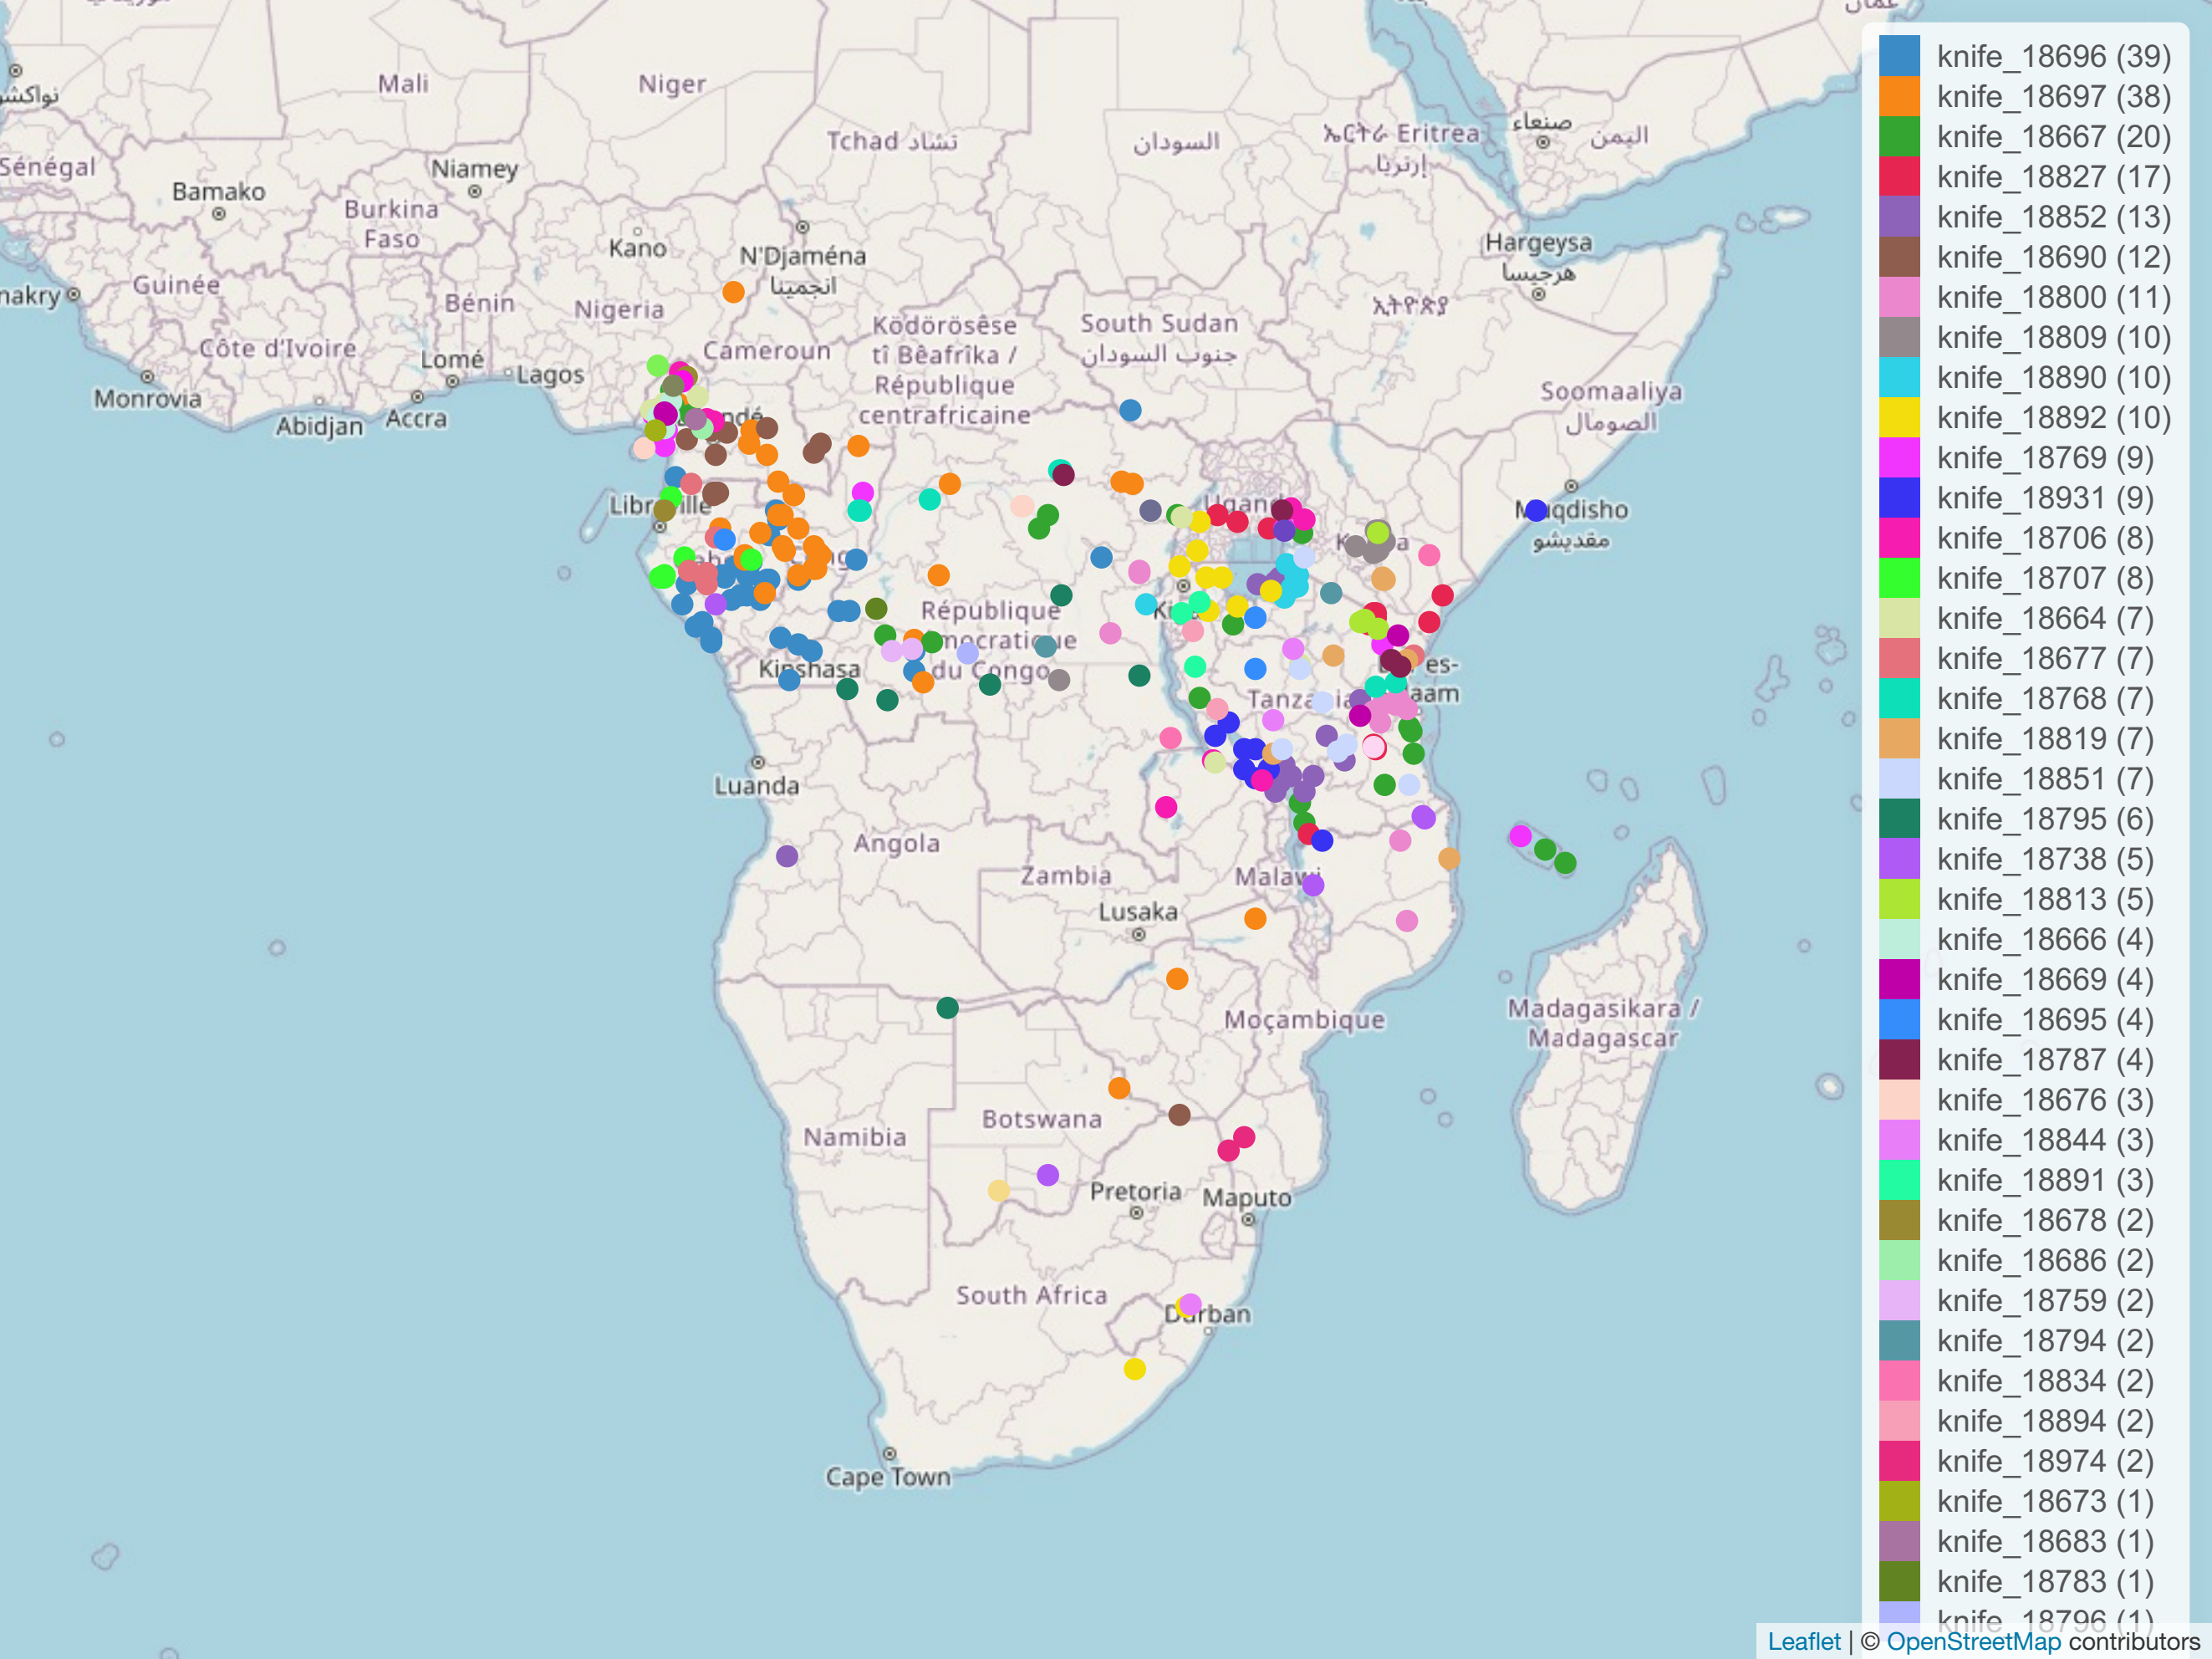 عمان
نواكشو
Mali
Niger
Tchad تشاد
السودان
ኤርትራ Eritrea
إرتريا
صنعاء
اليمن
Sénégal
Bamako
Niamey
Burkina
Faso
Kano
N'Djaména
انجمينا
Hargeysa
هرجيسا
nakry
Guinée
Bénin
Nigeria
Ködörösêse
tî Bêafrîka /
République
centrafricaine
South Sudan
جنوب السودان
ኢትዮጵያ
Côte d'Ivoire
Lomé
Lagos
Cameroun
Monrovia
Abidjan
Accra
Soomaaliya
الصومال
Muqdisho
مقديشو
Kinshasa
République
du Congo
Tanzania
Luanda
Angola
Zambia
Malawi
Lusaka
Moçambique
Madagasikara /
Madagascar
Namibia
Botswana
Pretoria
Maputo
South Africa
Durban
Cape Town
knife_18696 (39)
knife_18697 (38)
knife_18667 (20)
knife_18827 (17)
knife_18852 (13)
knife_18690 (12)
knife_18800 (11)
knife_18809 (10)
knife_18890 (10)
knife_18892 (10)
knife_18769 (9)
knife_18931 (9)
knife_18706 (8)
knife_18707 (8)
knife_18664 (7)
knife_18677 (7)
knife_18768 (7)
knife_18819 (7)
knife_18851 (7)
knife_18795 (6)
knife_18738 (5)
knife_18813 (5)
knife_18666 (4)
knife_18669 (4)
knife_18695 (4)
knife_18787 (4)
knife_18676 (3)
knife_18844 (3)
knife_18891 (3)
knife_18678 (2)
knife_18686 (2)
knife_18759 (2)
knife_18794 (2)
knife_18834 (2)
knife_18894 (2)
knife_18974 (2)
knife_18673 (1)
knife_18683 (1)
knife_18783 (1)
knife_18796 (1)
Leaflet | © OpenStreetMap contributors